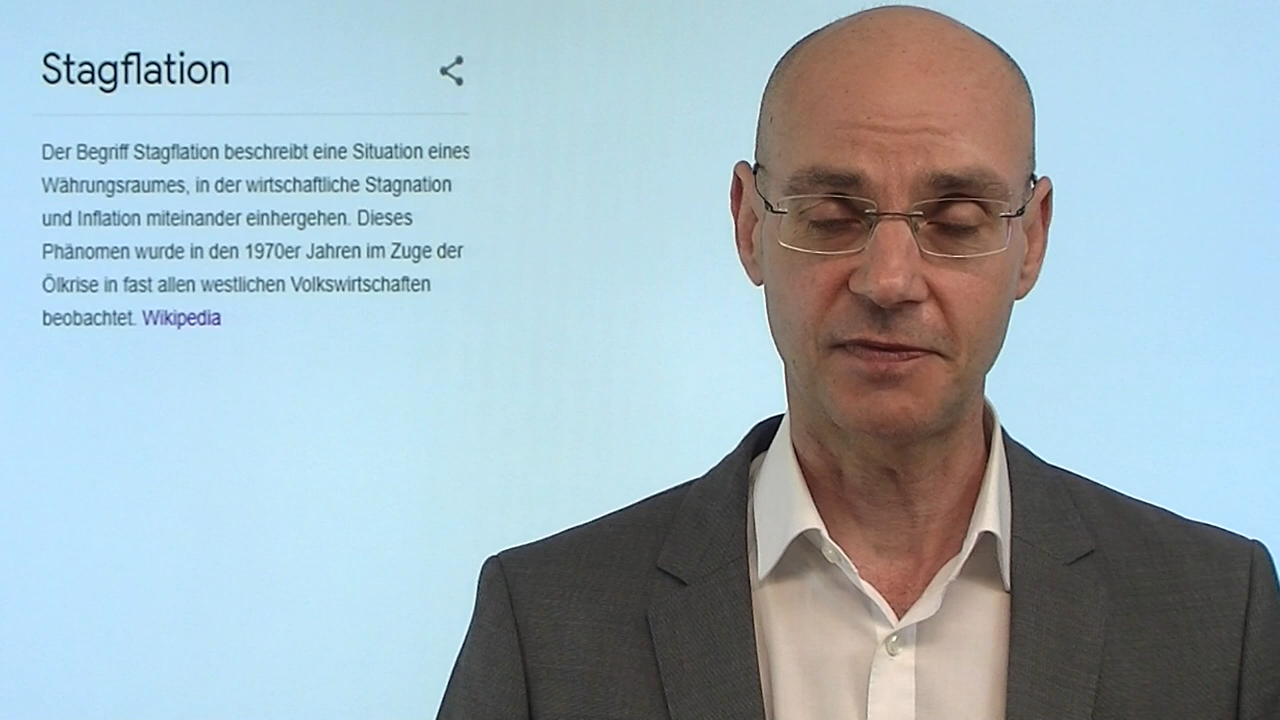 Stagflation
Der Begriff Stagflation beschreibt eine Situation eines
Währungsraumes, in der wirtschaftliche Stagnation
und Inflation miteinander einhergehen. Dieses
Phänomen wurde in den 1970er Jahren im Zuge der
Ölkrise in fast allen westlichen Volkswirtschaften
beobachtet. Wikipedia